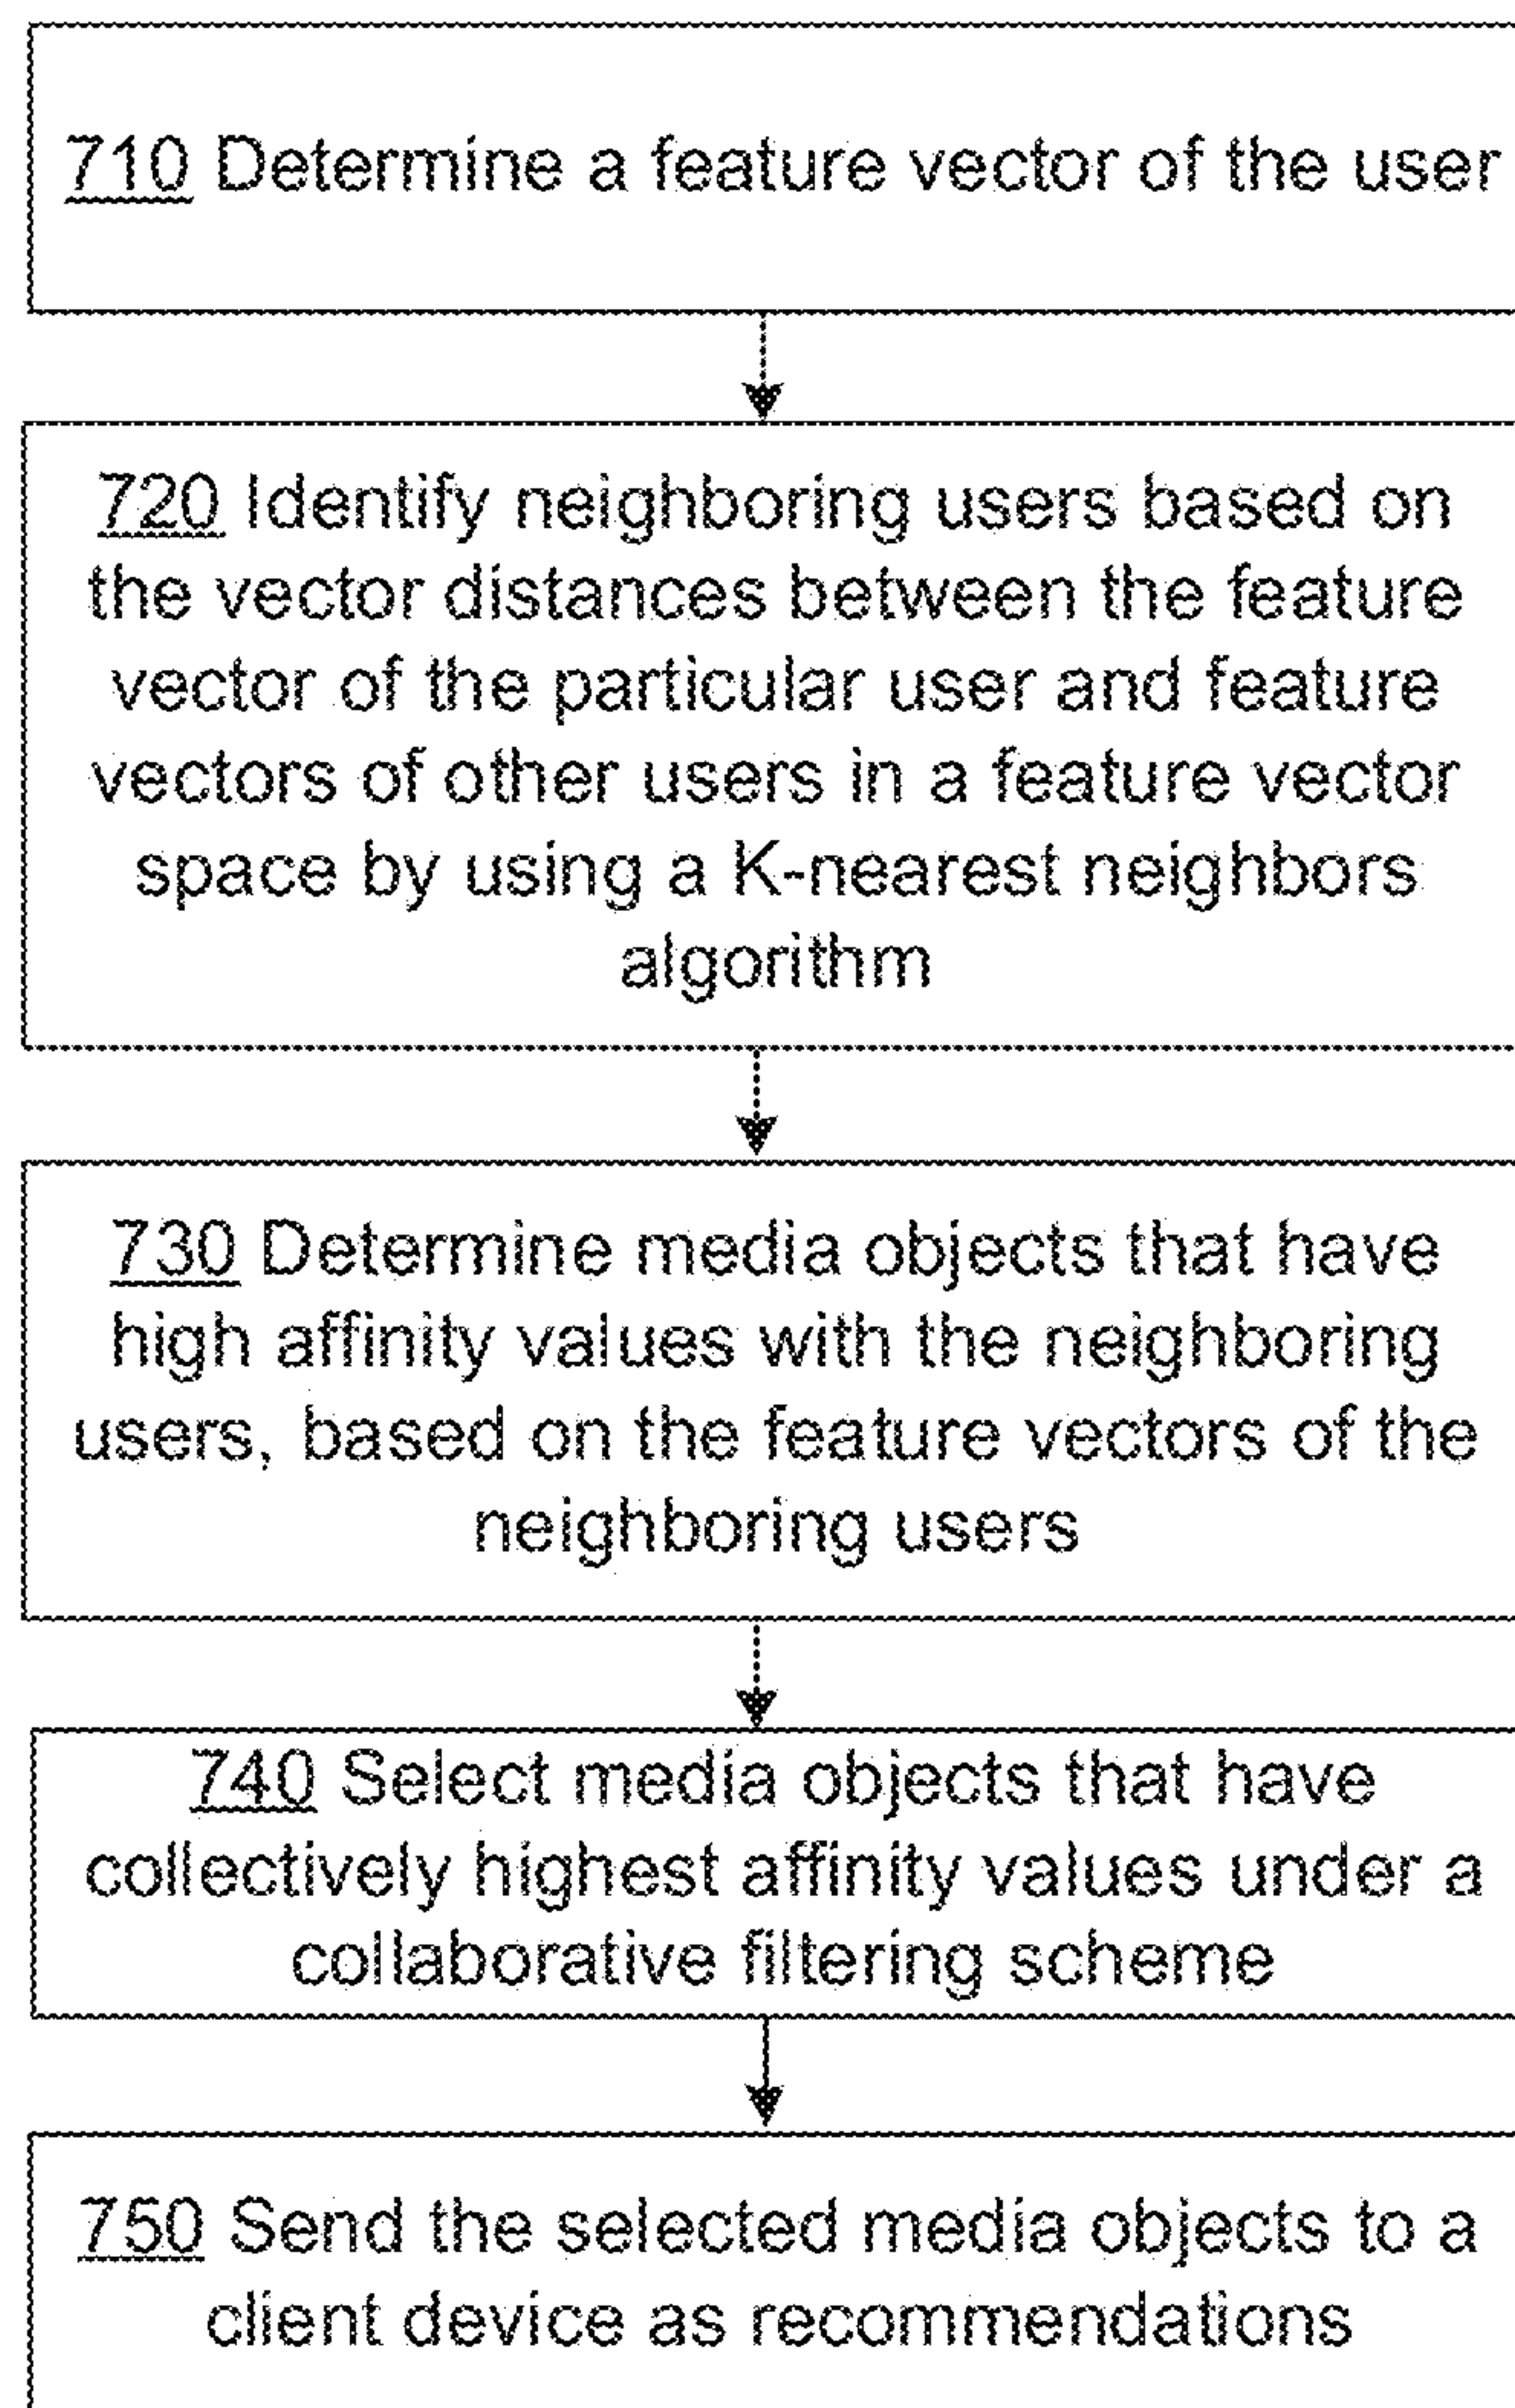 710 Determine a feature vector of the user
720 Identify neighboring users based on
the vector distances between the feature
vector of the particular user and feature
vectors of other users in a feature vector
space by using a K-nearest neighbors
algorithm
730 Determine media objects that have
high affinity values with the neighboring
users, based on the feature vectors of the
neighboring users
740 Select media objects that have
collectively highest affinity values under a
collaborative filtering scheme
750 Send the selected media objects to a
client device as recommendations